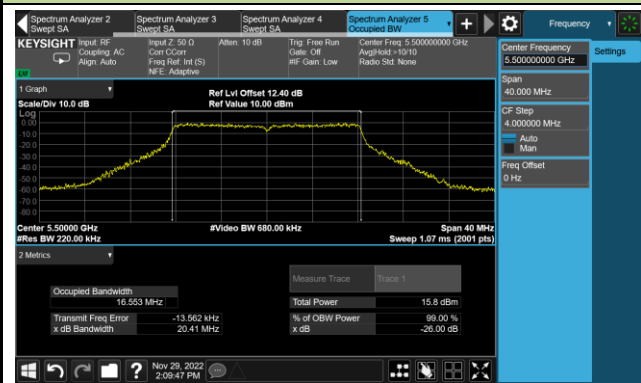 Spectrum Analyzer 2
Swept SA
Spectrum Analyzer 3
Swept SA
Spectrum Analyzer 4
Swept SA
Spectrum Analyzer 5
Occupied BW
Frequency
KEYSIGHT
Input: RF
Coupling: AC
Align: Auto
Input Z: 50 Ω
Corr CCorr
Freq Ref: Int (S)
NFE: Adaptive
Atten: 10 dB
Trig: Free Run
Gate: Off
#IF Gain: Low
Center Freq: 5.500000000 GHz
Avg|Hold:>10/10
Radio Std: None
LXI
Center Frequency
5.500000000 GHz
Settings
Span
40.000 MHz
CF Step
4.000000 MHz
Auto
Man
Freq Offset
0 Hz
1 Graph
Scale/Div 10.0 dB
Ref Lvl Offset 12.40 dB
Ref Value 10.00 dBm
Log
0.00
-10.0
-20.0
-30.0
-40.0
-50.0
-60.0
-70.0
-80.0
Center 5.50000 GHz
#Video BW 680.00 kHz
Span 40 MHz
#Res BW 220.00 kHz
Sweep 1.07 ms (2001 pts)
2 Metrics
Measure Trace
Trace 1
Occupied Bandwidth
16.553 MHz
Total Power
15.8 dBm
Transmit Freq Error
-13.562 kHz
% of OBW Power
99.00 %
x dB Bandwidth
20.41 MHz
x dB
-26.00 dB
Nov 29, 2022
2:09:47 PM